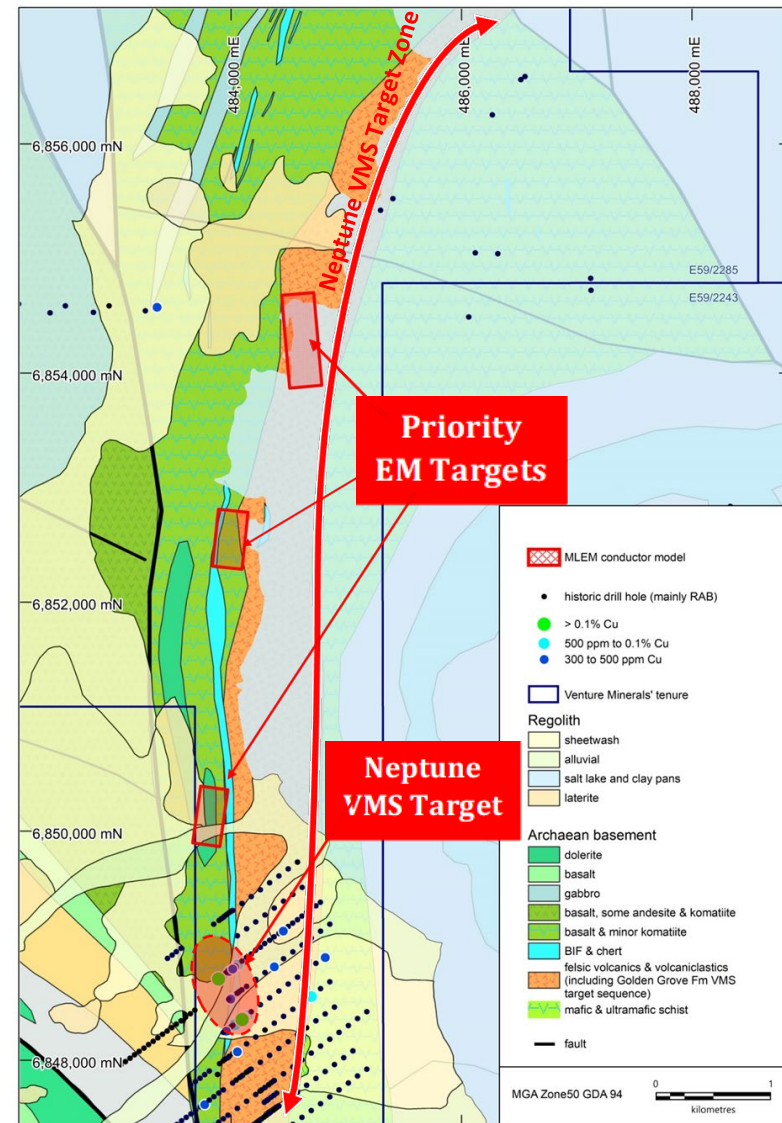 484,000 mE
486,000 mE
488,000 mE
6,856,000 mN
Neptune VMS Target Zone
E59/2285
E59/2243
6,854,000 mN
Priority
EM Targets
6,852,000 mN
Neptune
VMS Target
6,850,000 mN
6,848,000 mN
MLEM conductor model
historic drill hole (mainly RAB)
> 0.1% Cu
500 ppm to 0.1% Cu
300 to 500 ppm Cu
Venture Minerals' tenure
Regolith
sheetwash
alluvial
salt lake and clay pans
laterite
Archaean basement
dolerite
basalt
gabbro
basalt, some andesite & komatiite
basalt & minor komatiite
BIF & chert
felsic volcanics & volcaniclastics
(including Golden Grove Fm VMS
target sequence)
mafic & ultramafic schist
fault
MGA Zone50 GDA 94
0 1
kilometres